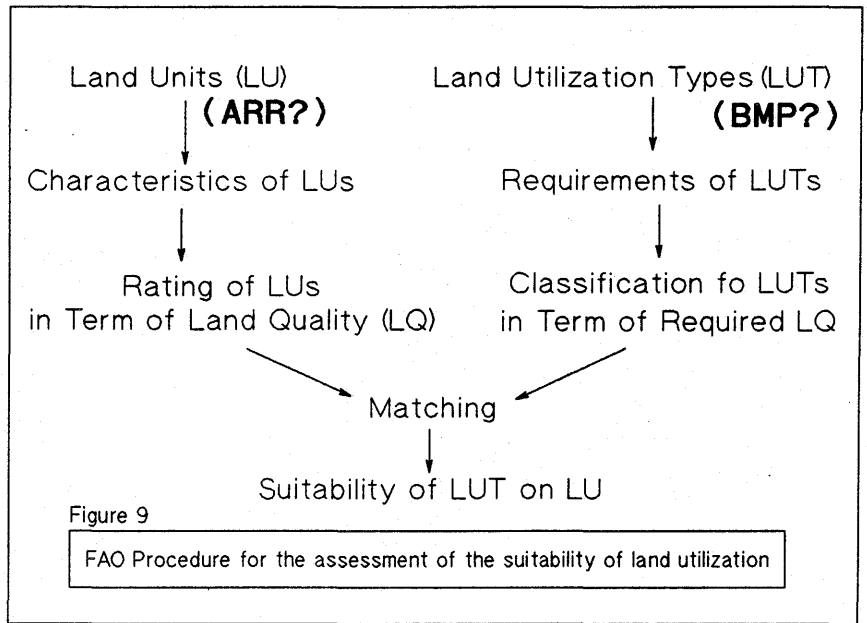 Land Units (LU)
(ARR?)
Characteristics of LUs
Rating of LUs
in Term of Land Quality (LQ)
Land Utilization Types (LUT)
(BMP?)
Requirements of LUTs
Classification fo LUTs
in Term of Required LQ
Matching
Suitability of LUT on LU
Figure 9
FAO Procedure for the assessment of the suitability of land utilization